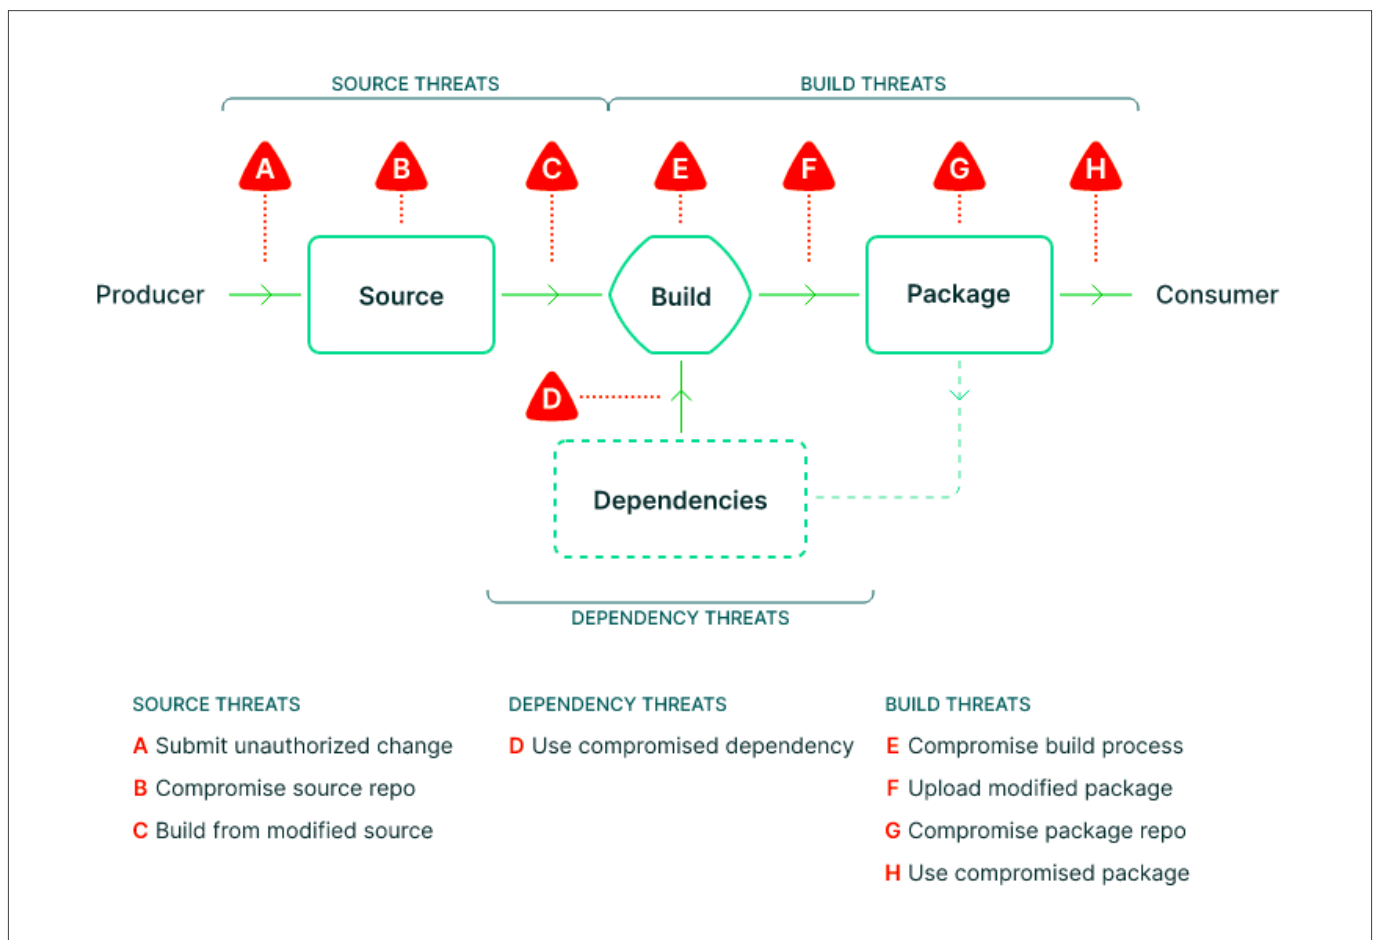 SOURCE THREATS
BUILD THREATS
A
B
C
E
F
G
H
Producer
Source
Build
Package
Consumer
D
Dependencies
DEPENDENCY THREATS
SOURCE THREATS
A Submit unauthorized change
B Compromise source repo
C Build from modified source
DEPENDENCY THREATS
D Use compromised dependency
BUILD THREATS
E Compromise build process
F Upload modified package
G Compromise package repo
H Use compromised package